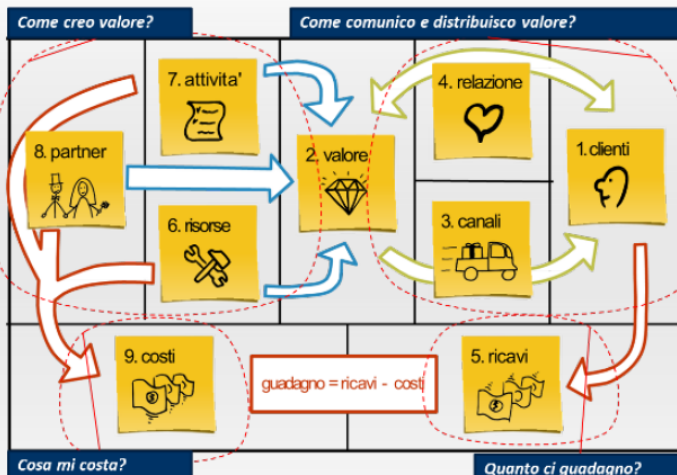 Come creo valore?
Come comunico e distribuisco valore?
7. attivita'
4. relazione
8. partner
2. valore
1.clienti
6. risorse
3. canali
9. costi
guadagno = ricavi - costi
5. ricavi
Cosa mi costa?
Quanto ci guadagno?